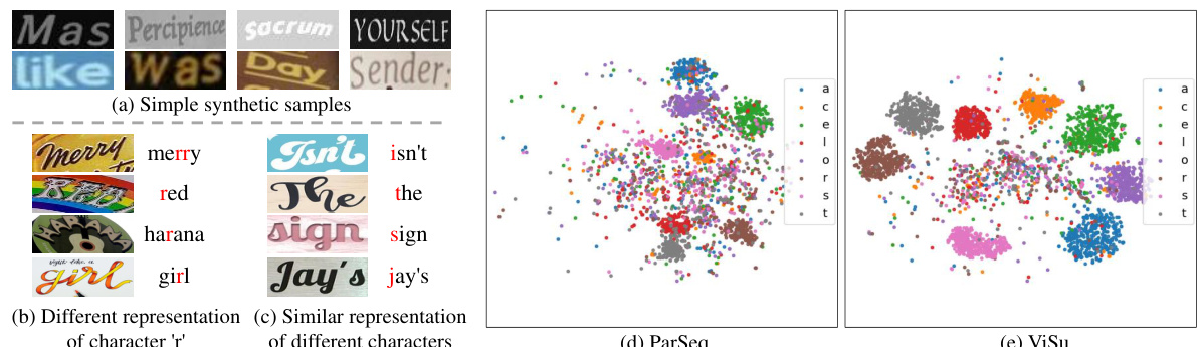 Mas Percipience sacrum YOURSELF
like was Day Sender:
(a) Simple synthetic samples
Merry merry
RED red
HARANA harana
girl girl
(b) Different representation
of character 'r'
Isn't isn't
The the
sign sign
Jay's jay's
(c) Similar representation
of different characters
a
c
e
l
o
r
s
t
(d) ParSeq
a
c
e
l
o
r
s
t
(e) ViSu